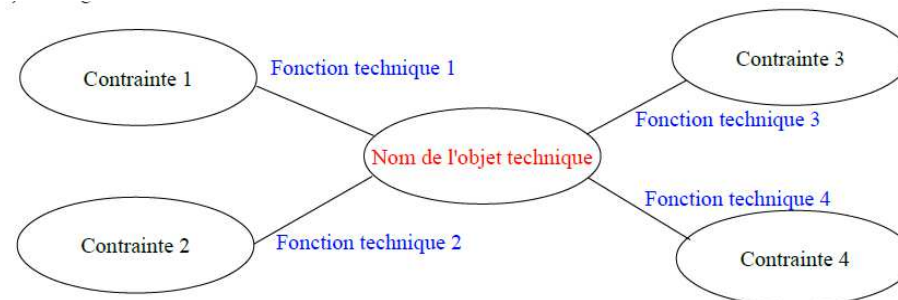 Contrainte 1
Fonction technique 1
Contrainte 3
Fonction technique 3
Nom de l'objet technique
Fonction technique 4
Contrainte 2
Fonction technique 2
Contrainte 4